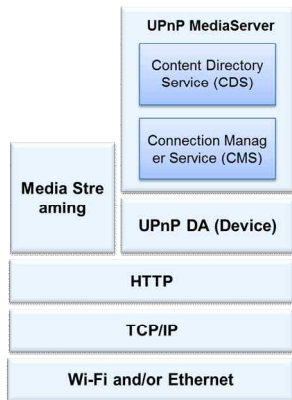 UPnP MediaServer
Content Directory
Service (CDS)
Connection Manag
er Service (CMS)
Media Stre
aming
UPnP DA (Device)
HTTP
TCP/IP
Wi-Fi and/or Ethernet